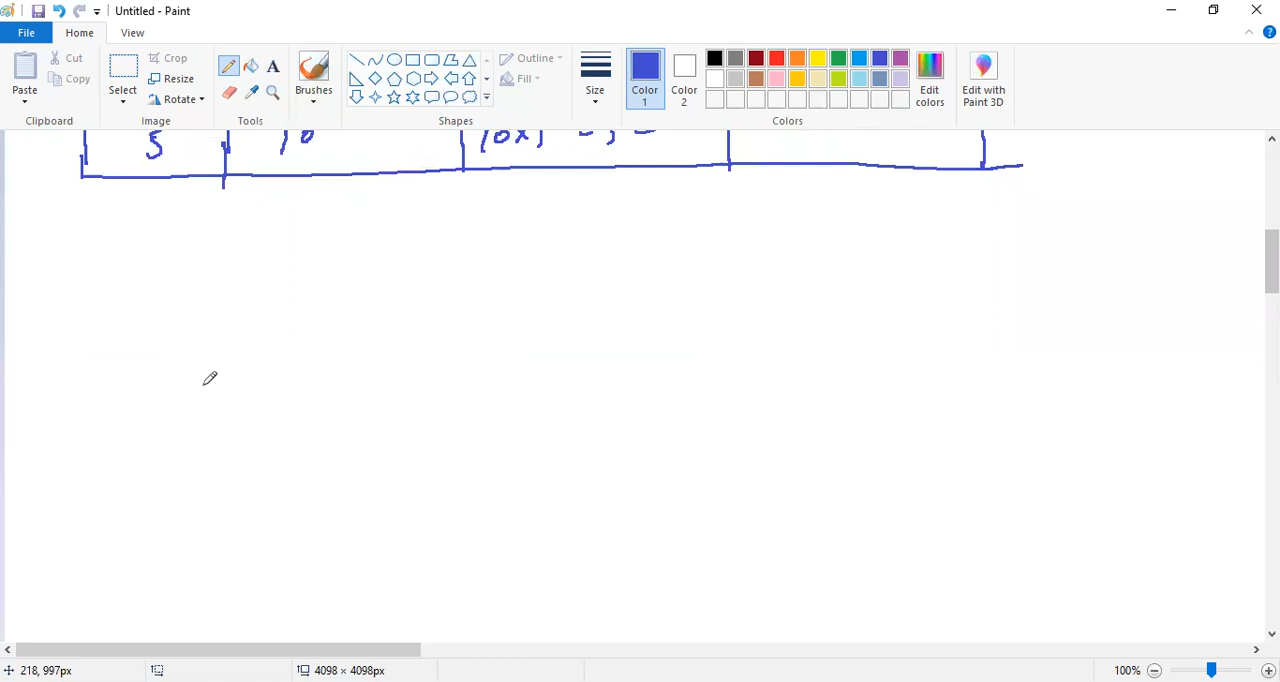 Untitled - Paint
File Home View
Paste
Cut
Copy
Clipboard
Select
Crop
Resize
Rotate
Image
A
Tools
Brushes
Shapes
Outline
Fill
Size
Color 1
Color 2
Edit colors
Colors
Edit with Paint 3D
5
218, 997px
4098 × 4098px
100%